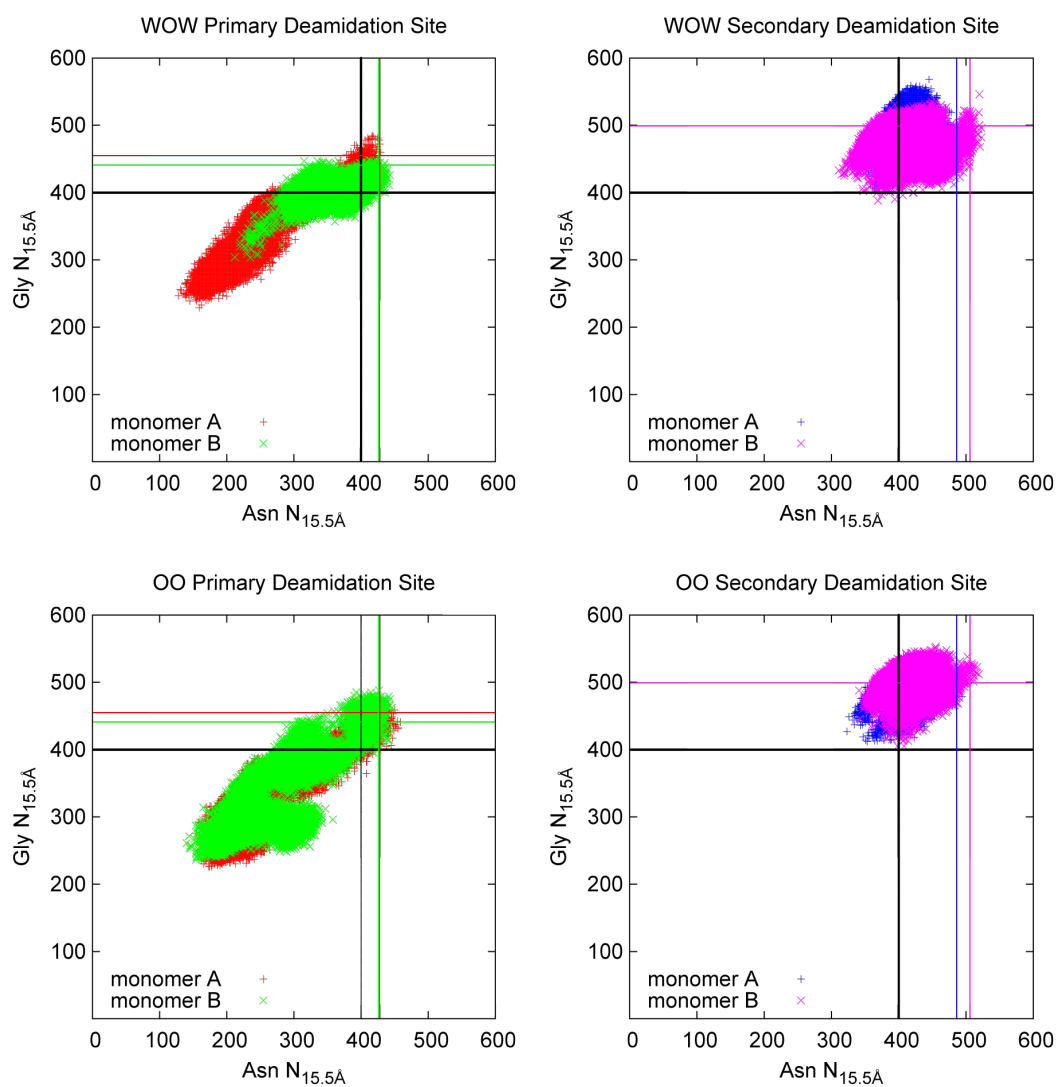 WOW Primary Deamidation Site
600
500
400
300
200
100
Gly N15.5Å
monomer A +
monomer B ×
0 100 200 300 400 500 600
Asn N15.5Å
WOW Secondary Deamidation Site
600
500
400
300
200
100
Gly N15.5Å
monomer A +
monomer B ×
0 100 200 300 400 500 600
Asn N15.5Å
OO Primary Deamidation Site
600
500
400
300
200
100
Gly N15.5Å
monomer A +
monomer B ×
0 100 200 300 400 500 600
Asn N15.5Å
OO Secondary Deamidation Site
600
500
400
300
200
100
Gly N15.5Å
monomer A +
monomer B ×
0 100 200 300 400 500 600
Asn N15.5Å